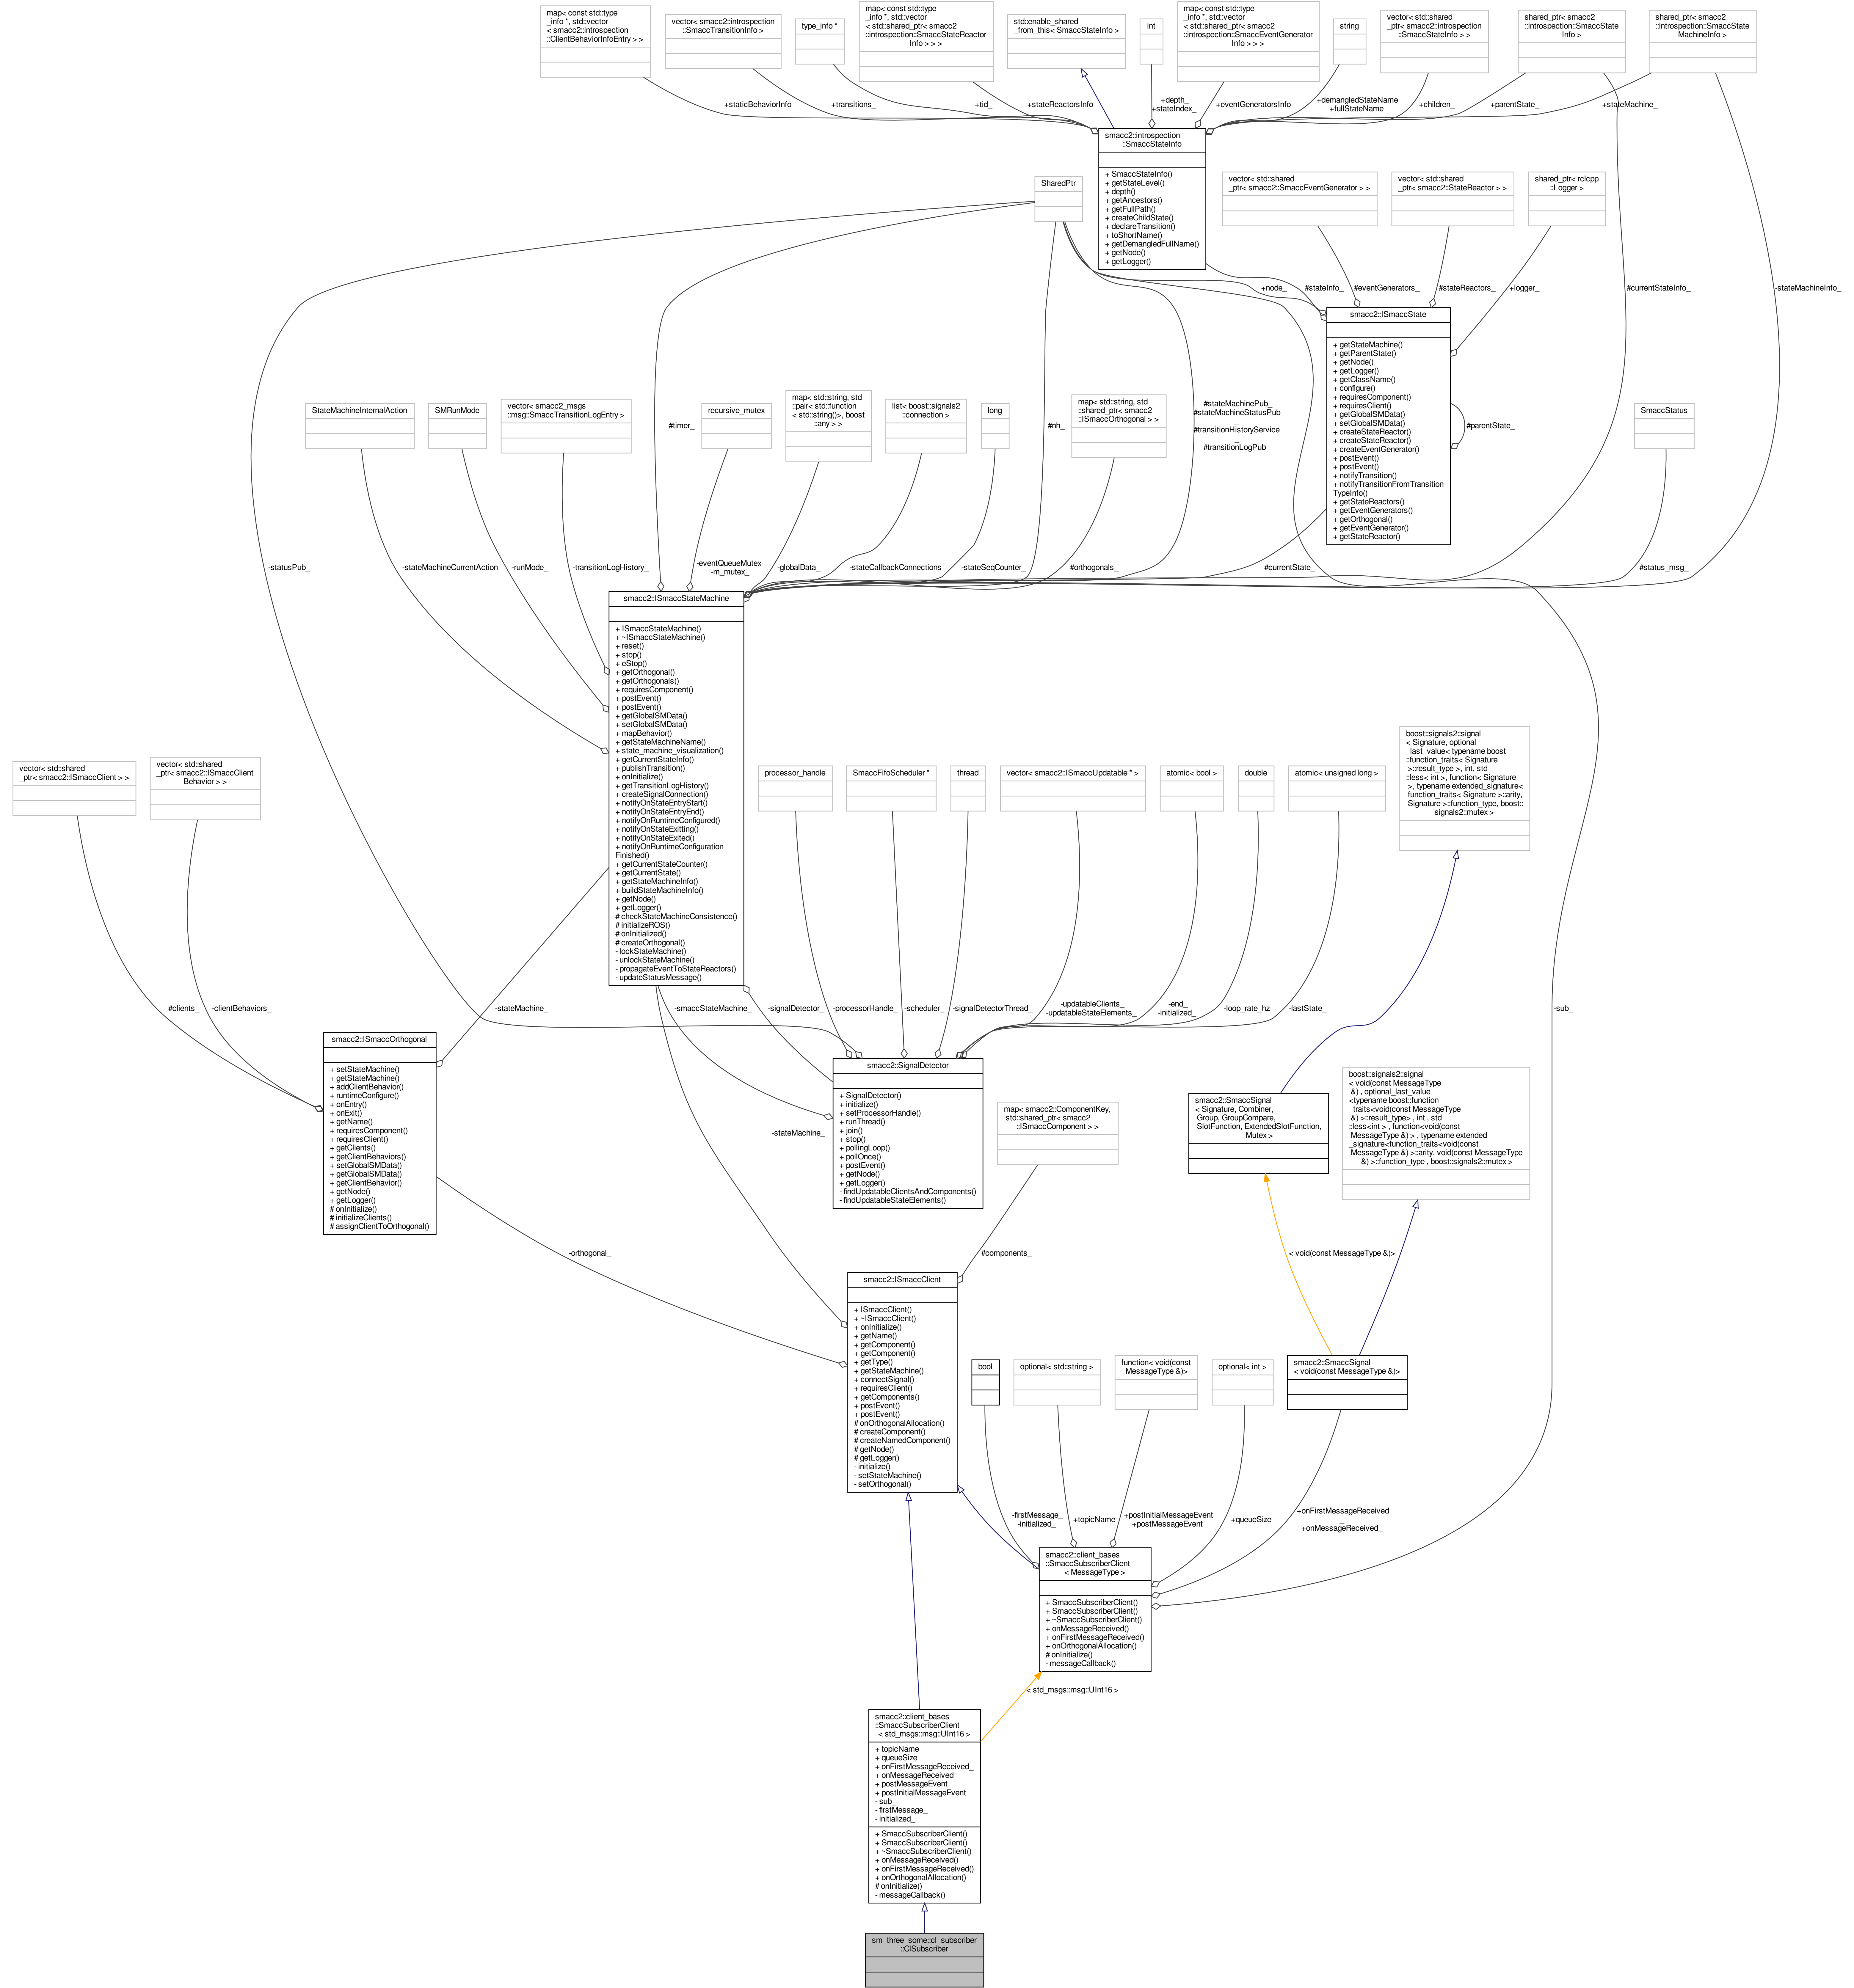 map< const std::type
_info *, std::vector
< smacc2::introspection
::ClientBehaviorInfoEntry > >
vector< smacc2::introspection
::SmaccTransitionInfo >
type_info *
map< const std::type
_info *, std::vector
< std::shared_ptr< smacc2
::introspection::SmaccStateReactor
Info > > >
std::enable_shared
_from_this< SmaccStateInfo >
int
map< const std::type
_info *, std::vector
< std::shared_ptr< smacc2
::introspection::SmaccEventGenerator
Info > > >
string
vector< std::shared
_ptr< smacc2::introspection
::SmaccStateInfo > >
shared_ptr< smacc2
::introspection::SmaccState
Info >
shared_ptr< smacc2
::introspection::SmaccState
MachineInfo >
+staticBehaviorInfo
+transitions_
+tid_
+stateReactorsInfo
+depth_
+stateIndex_
+eventGeneratorsInfo
+demangledStateName
+fullStateName
+children_
+parentState_
+stateMachine_
smacc2::introspection
::SmaccStateInfo
+ SmaccStateInfo()
+ getStateLevel()
+ depth()
+ getAncestors()
+ getFullPath()
+ createChildState()
+ declareTransition()
+ toShortName()
+ getDemangledFullName()
+ getNode()
+ getLogger()
SharedPtr
vector< std::shared
_ptr< smacc2::SmaccEventGenerator > >
vector< std::shared
_ptr< smacc2::StateReactor > >
shared_ptr< rclcpp
::Logger >
+node_
#stateInfo_
#eventGenerators_
#stateReactors_
+logger_
#currentStateInfo_
-stateMachineInfo_
smacc2::ISmaccState
+ getStateMachine()
+ getParentState()
+ getNode()
+ getLogger()
+ getClassName()
+ configure()
+ requiresComponent()
+ requiresClient()
+ getGlobalSMData()
+ setGlobalSMData()
+ createStateReactor()
+ createStateReactor()
+ createEventGenerator()
+ postEvent()
+ postEvent()
+ notifyTransition()
+ notifyTransitionFromTransition
TypeInfo()
+ getStateReactors()
+ getEventGenerators()
+ getOrthogonal()
+ getEventGenerator()
+ getStateReactor()
#parentState_
StateMachineInternalAction
SMRunMode
vector< smacc2_msgs
::msg::SmaccTransitionLogEntry >
#timer_
recursive_mutex
map< std::string, std
::pair< std::function
< std::string()>, boost
::any > >
list< boost::signals2
::connection >
long
#nh_
map< std::string, std
::shared_ptr< smacc2
::ISmaccOrthogonal > >
#stateMachinePub_
#stateMachineStatusPub
_
#transitionHistoryService
_
#transitionLogPub_
SmaccStatus
-statusPub_
-stateMachineCurrentAction
-runMode_
-transitionLogHistory_
-eventQueueMutex_
-m_mutex_
-globalData_
-stateCallbackConnections
-stateSeqCounter_
#orthogonals_
#currentState_
#status_msg_
smacc2::ISmaccStateMachine
+ ISmaccStateMachine()
+ ~ISmaccStateMachine()
+ reset()
+ stop()
+ eStop()
+ getOrthogonal()
+ getOrthogonals()
+ requiresComponent()
+ postEvent()
+ postEvent()
+ getGlobalSMData()
+ setGlobalSMData()
+ mapBehavior()
+ getStateMachineName()
+ state_machine_visualization()
+ getCurrentStateInfo()
+ publishTransition()
+ onInitialize()
+ getTransitionLogHistory()
+ createSignalConnection()
+ notifyOnStateEntryStart()
+ notifyOnStateEntryEnd()
+ notifyOnRuntimeConfigured()
+ notifyOnStateExitting()
+ notifyOnStateExited()
+ notifyOnRuntimeConfiguration
Finished()
+ getCurrentStateCounter()
+ getCurrentState()
+ getStateMachineInfo()
+ buildStateMachineInfo()
+ getNode()
+ getLogger()
# checkStateMachineConsistence()
# initializeROS()
# onInitialized()
# createOrthogonal()
- lockStateMachine()
- unlockStateMachine()
- propagateEventToStateReactors()
- updateStatusMessage()
vector< std::shared
_ptr< smacc2::ISmaccClient > >
vector< std::shared
_ptr< smacc2::ISmaccClient
Behavior > >
processor_handle
SmaccFifoScheduler *
thread
vector< smacc2::ISmaccUpdatable * >
atomic< bool >
double
atomic< unsigned long >
boost::signals2::signal
< Signature, optional
_last_value< typename boost
::function_traits< Signature
>::result_type >, int, std
::less< int >, function< Signature
>, typename extended_signature<
function_traits< Signature >::arity,
Signature >::function_type, boost::
signals2::mutex >
#clients_
-clientBehaviors_
-stateMachine_
-smaccStateMachine_
-signalDetector_
-processorHandle_
-scheduler_
-signalDetectorThread_
-updatableClients_
-updatableStateElements_
-end_
-initialized_
-loop_rate_hz
-lastState_
-sub_
smacc2::ISmaccOrthogonal
+ setStateMachine()
+ getStateMachine()
+ addClientBehavior()
+ runtimeConfigure()
+ onEntry()
+ onExit()
+ getName()
+ requiresComponent()
+ requiresClient()
+ getClients()
+ getClientBehaviors()
+ setGlobalSMData()
+ getGlobalSMData()
+ getClientBehavior()
+ getNode()
+ getLogger()
# onInitialize()
# initializeClients()
# assignClientToOrthogonal()
smacc2::SignalDetector
+ SignalDetector()
+ initialize()
+ setProcessorHandle()
+ runThread()
+ join()
+ stop()
+ pollingLoop()
+ pollOnce()
+ postEvent()
+ getNode()
+ getLogger()
- findUpdatableClientsAndComponents()
- findUpdatableStateElements()
-stateMachine_
map< smacc2::ComponentKey,
std::shared_ptr< smacc2
::ISmaccComponent > >
smacc2::SmaccSignal
< Signature, Combiner,
Group, GroupCompare,
SlotFunction, ExtendedSlotFunction,
Mutex >
boost::signals2::signal
< void(const MessageType
&) , optional_last_value
<typename boost::function
_traits<void(const MessageType
&) >::result_type> , int , std
::less<int > , function<void(const
MessageType &) > , typename extended
_signature<function_traits<void(const
MessageType &) >::arity, void(const MessageType
&) >::function_type , boost::signals2::mutex >
-orthogonal_
#components_
< void(const MessageType &)>
smacc2::ISmaccClient
+ ISmaccClient()
+ ~ISmaccClient()
+ onInitialize()
+ getName()
+ getComponent()
+ getComponent()
+ getType()
+ getStateMachine()
+ connectSignal()
+ requiresClient()
+ getComponents()
+ postEvent()
+ postEvent()
# onOrthogonalAllocation()
# createComponent()
# createNamedComponent()
# getNode()
# getLogger()
- initialize()
- setStateMachine()
- setOrthogonal()
bool
optional< std::string >
function< void(const
MessageType &)>
optional< int >
smacc2::SmaccSignal
< void(const MessageType &)>
-firstMessage_
-initialized_
+topicName
+postInitialMessageEvent
+postMessageEvent
+queueSize
+onFirstMessageReceived
_
+onMessageReceived_
smacc2::client_bases
::SmaccSubscriberClient
< MessageType >
+ SmaccSubscriberClient()
+ SmaccSubscriberClient()
+ ~SmaccSubscriberClient()
+ onMessageReceived()
+ onFirstMessageReceived()
+ onOrthogonalAllocation()
# onInitialize()
- messageCallback()
< std_msgs::msg::UInt16 >
smacc2::client_bases
::SmaccSubscriberClient
< std_msgs::msg::UInt16 >
+ topicName
+ queueSize
+ onFirstMessageReceived_
+ onMessageReceived_
+ postMessageEvent
+ postInitialMessageEvent
- sub_
- firstMessage_
- initialized_
+ SmaccSubscriberClient()
+ SmaccSubscriberClient()
+ ~SmaccSubscriberClient()
+ onMessageReceived()
+ onFirstMessageReceived()
+ onOrthogonalAllocation()
# onInitialize()
- messageCallback()
sm_three_some::cl_subscriber
::ClSubscriber